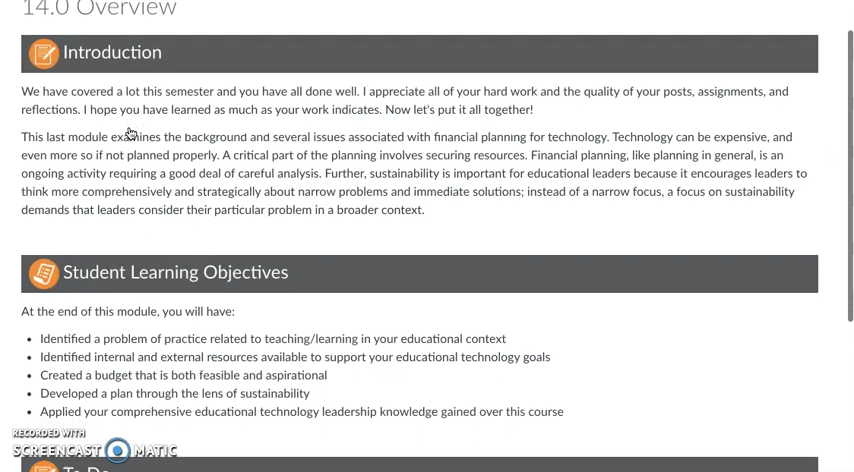 14.0 Overview
Introduction
We have covered a lot this semester and you have all done well. I appreciate all of your hard work and the quality of your posts, assignments, and
reflections. I hope you have learned as much as your work indicates. Now let's put it all together!
This last module examines the background and several issues associated with financial planning for technology. Technology can be expensive, and
even more so if not planned properly. A critical part of the planning involves securing resources. Financial planning, like planning in general, is an
ongoing activity requiring a good deal of careful analysis. Further, sustainability is important for educational leaders because it encourages leaders to
think more comprehensively and strategically about narrow problems and immediate solutions; instead of a narrow focus, a focus on sustainability
demands that leaders consider their particular problem in a broader context.
Student Learning Objectives
At the end of this module, you will have:
• Identified a problem of practice related to teaching/learning in your educational context
• Identified internal and external resources available to support your educational technology goals
• Created a budget that is both feasible and aspirational
• Developed a plan through the lens of sustainability
• Applied your comprehensive educational technology leadership knowledge gained over this course
RECORDED WITH
SCREENCAST MATIC
To Do